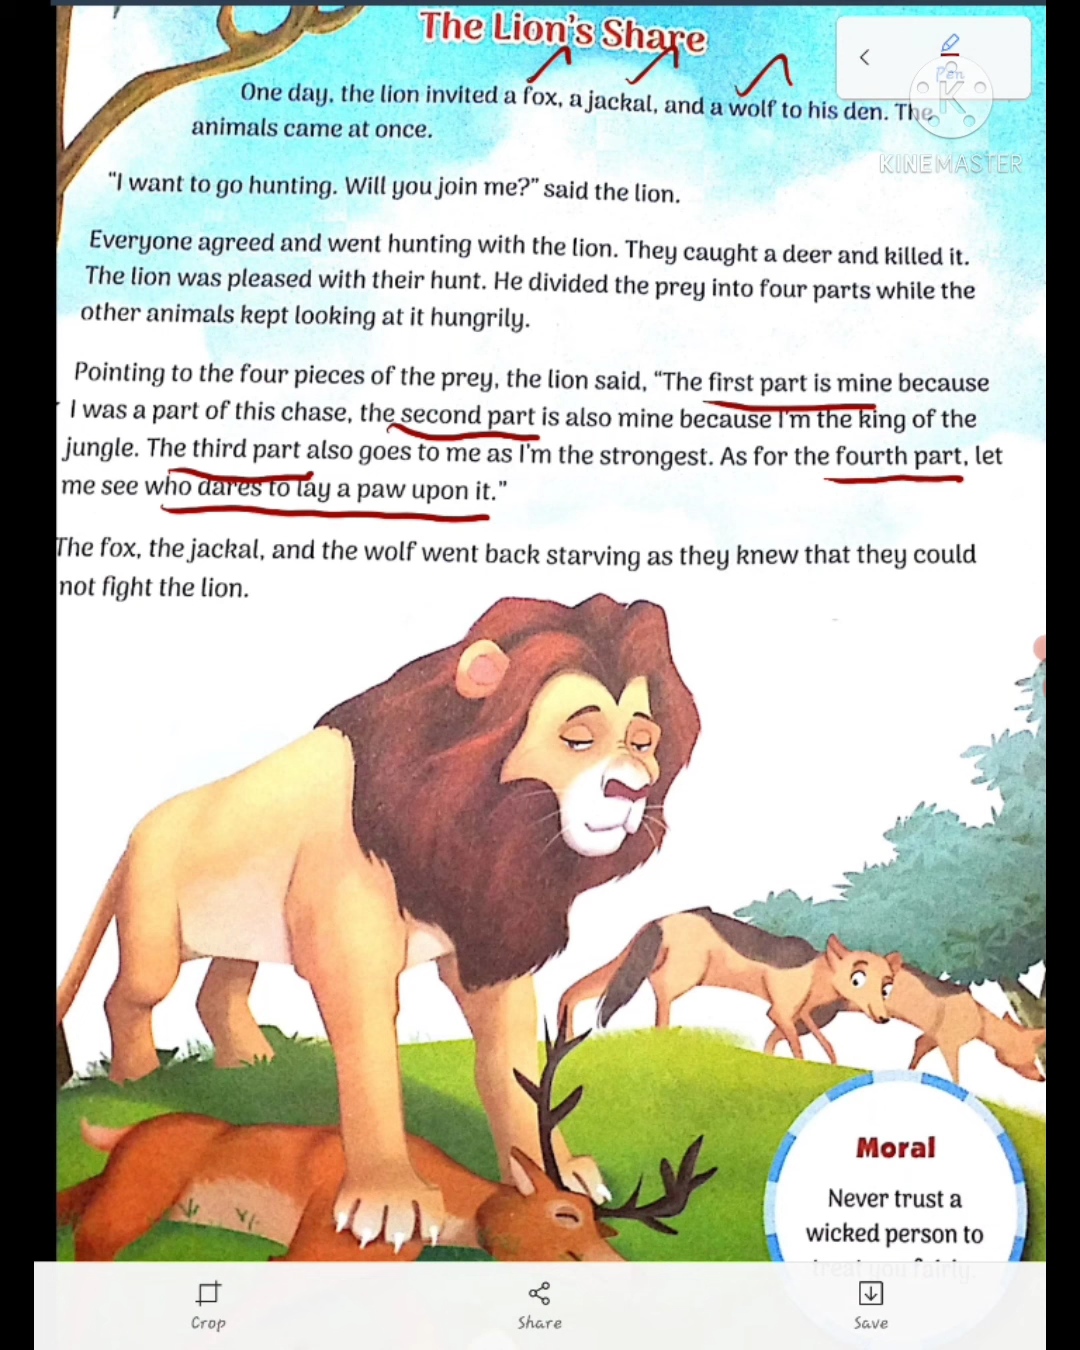 The Lion's Share
Pen
K
KINEMASTER
One day, the lion invited a fox, a jackal, and a wolf to his den. The
animals came at once.
"I want to go hunting. Will you join me?" said the lion.
Everyone agreed and went hunting with the lion. They caught a deer and killed it.
The lion was pleased with their hunt. He divided the prey into four parts while the
other animals kept looking at it hungrily.
Pointing to the four pieces of the prey, the lion said, "The first part is mine because
I was a part of this chase, the second part is also mine because I'm the king of the
jungle. The third part also goes to me as I'm the strongest. As for the fourth part, let
me see who dares to lay a paw upon it."
The fox, the jackal, and the wolf went back starving as they knew that they could
not fight the lion.
Moral
Never trust a
wicked person to
treat you fairly.
Crop
Share
Save